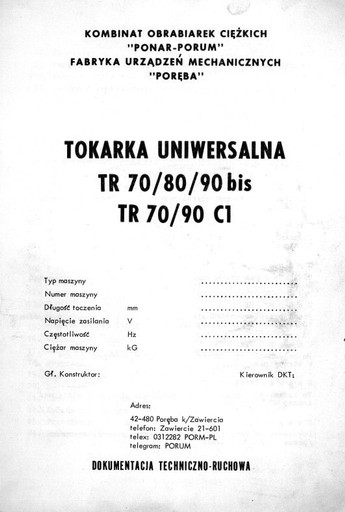 KOMBINAT OBRABIAREK CIĘŻKICH
"PONAR-PORUM"
FABRYKA URZĄDZEŃ MECHANICZNYCH
"PORĘBA"
TOKARKA UNIWERSALNA
TR 70/80/90 bis
TR 70/90 C1
Typ maszyny ........................
Numer maszyny ........................
Długość toczenia mm ........................
Napięcie zasilania V ........................
Częstotliwość Hz ........................
Ciężar maszyny kG ........................
Gł. Konstruktor: Kierownik DKT:
Adres:
42-480 Poręba k/Zawiercia
telefon: Zawiercie 21-601
telex: 0312282 PORM-PL
telegram: PORUM
DOKUMENTACJA TECHNICZNO-RUCHOWA